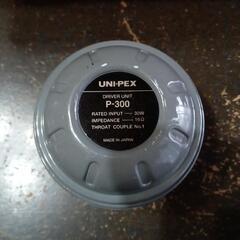 UNI-PEX
DRIVER UNIT
P-300
RATED INPUT — 30W
IMPEDANCE — 16Ω
THROAT COUPLE No.1
MADE IN JAPAN